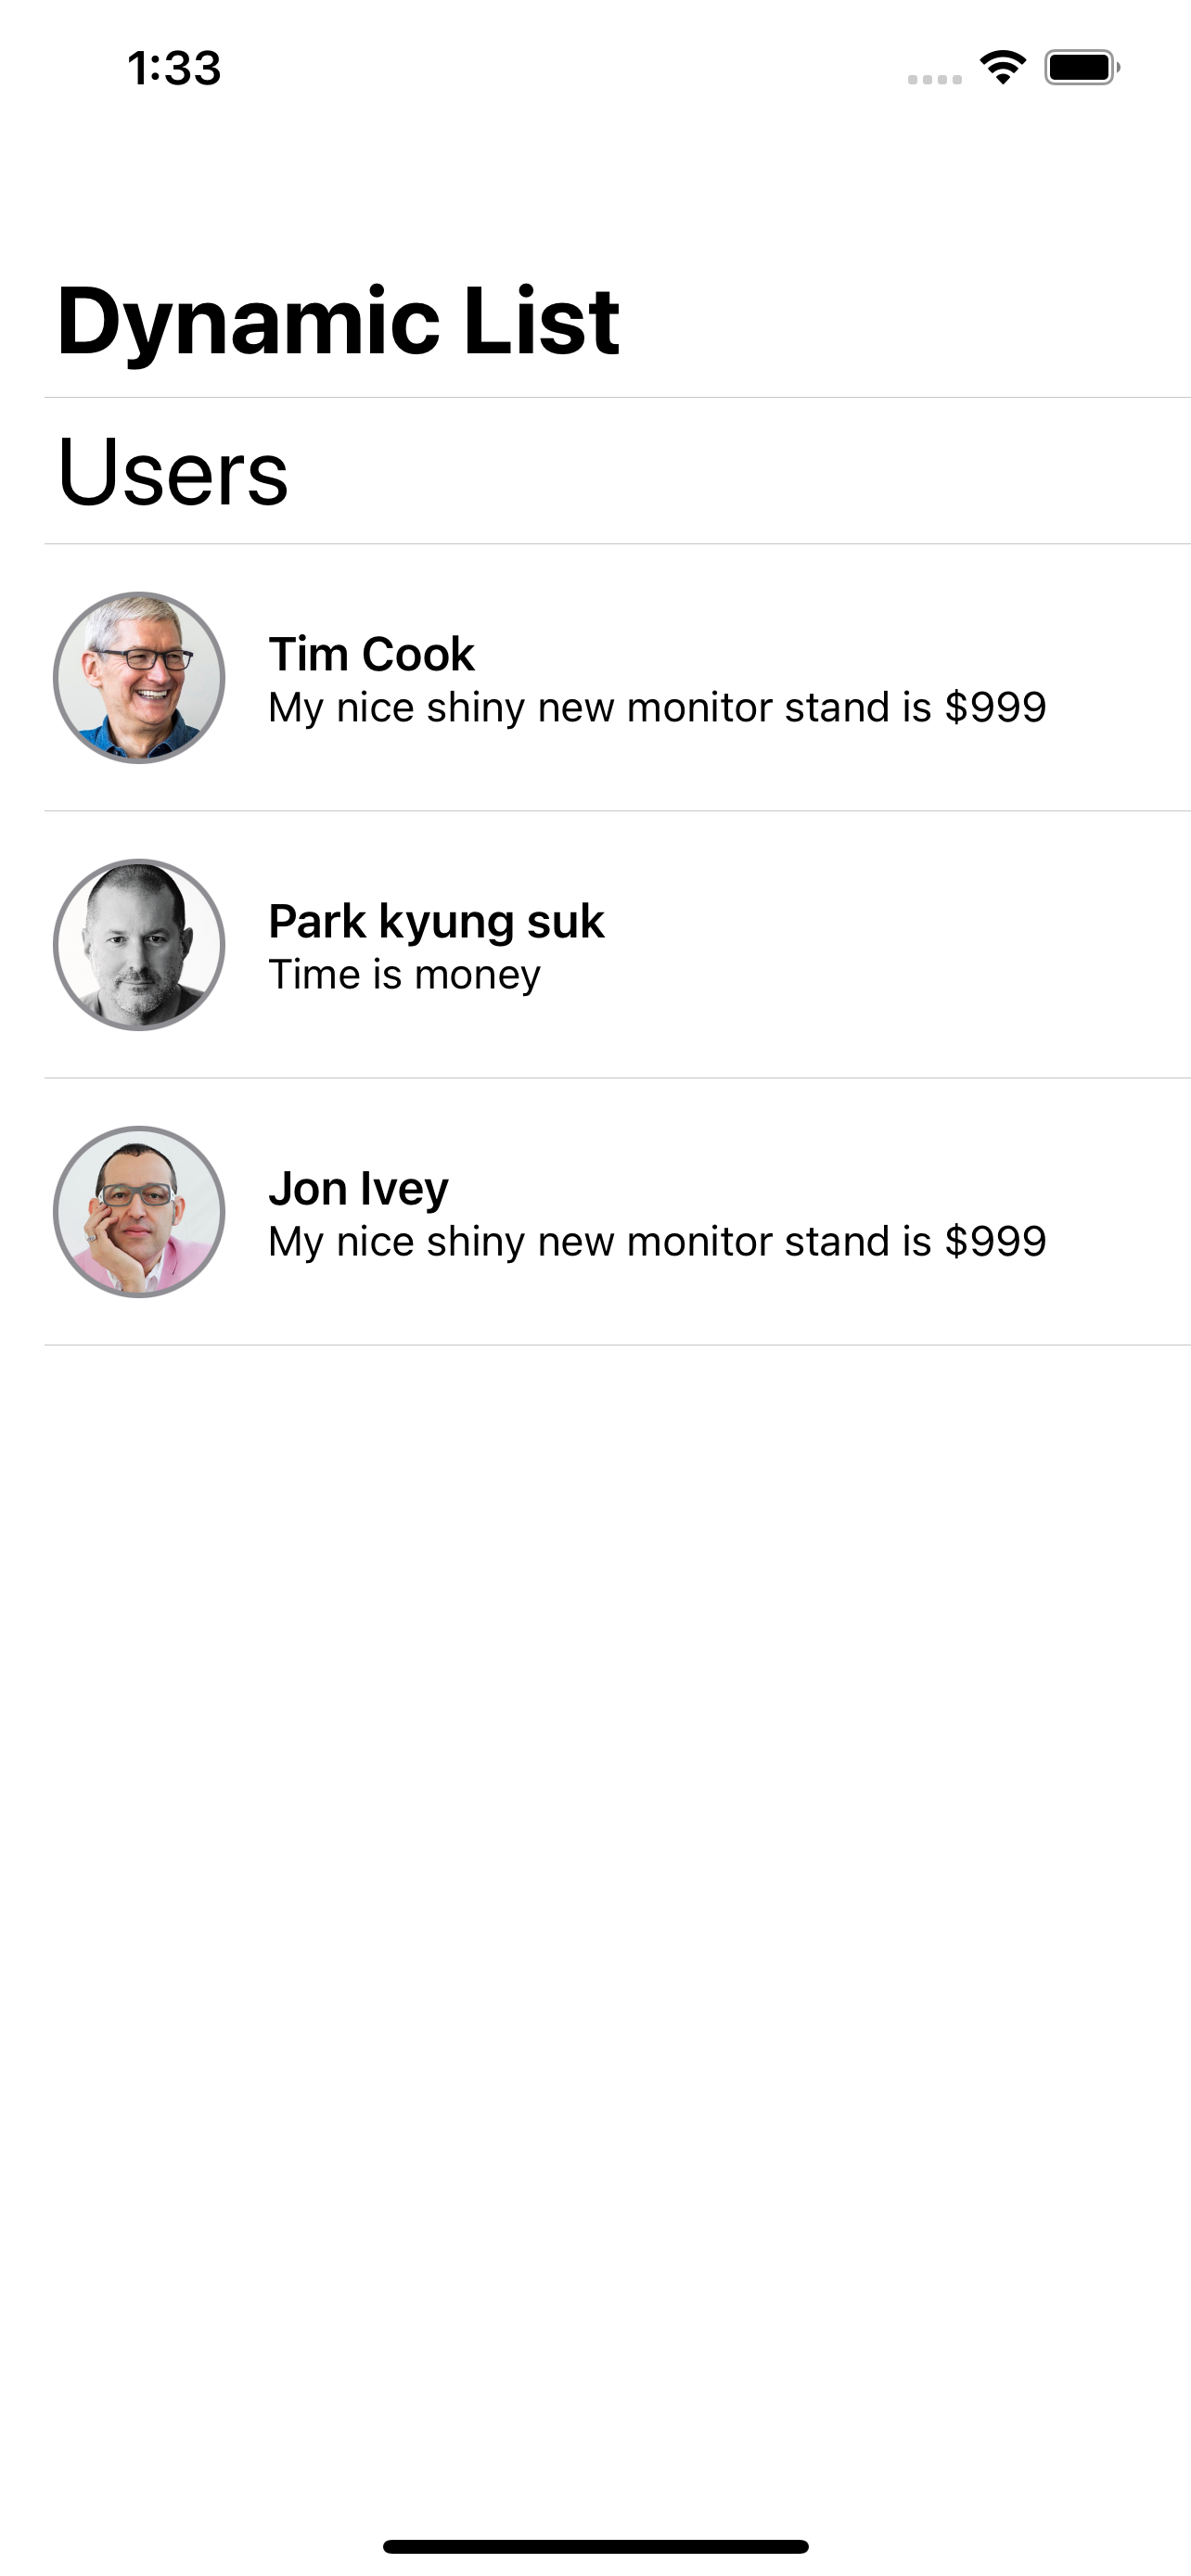 1:33
Dynamic List
Users
Tim Cook
My nice shiny new monitor stand is $999
Park kyung suk
Time is money
Jon Ivey
My nice shiny new monitor stand is $999